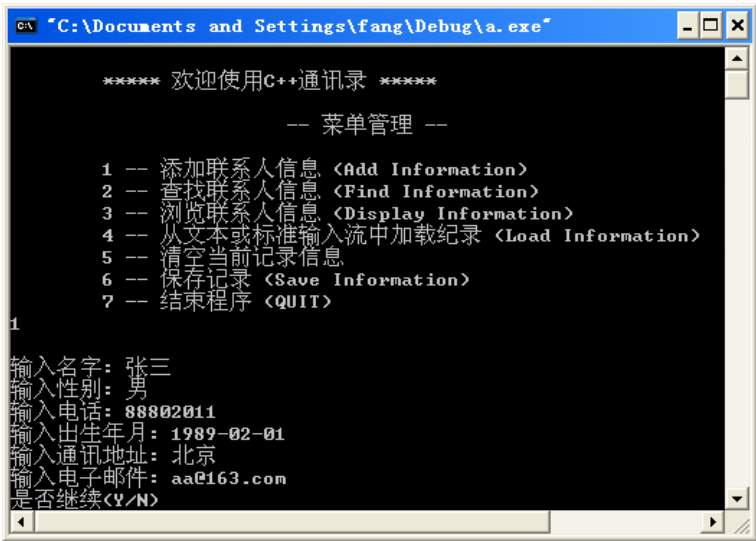 "C:\Documents and Settings\fang\Debug\a.exe"
***** 欢迎使用C++通讯录 *****
-- 菜单管理 --
1 -- 添加联系人信息 (Add Information)
2 -- 查找联系人信息 (Find Information)
3 -- 浏览联系人信息 (Display Information)
4 -- 从文本或标准输入流中加载纪录 (Load Information)
5 -- 清空当前记录信息
6 -- 保存记录 (Save Information)
7 -- 结束程序 (QUIT)
1
输入名字: 张三
输入性别: 男
输入电话: 88802011
输入出生年月: 1989-02-01
输入通讯地址: 北京
输入电子邮件: aa@163.com
是否继续(Y/N)